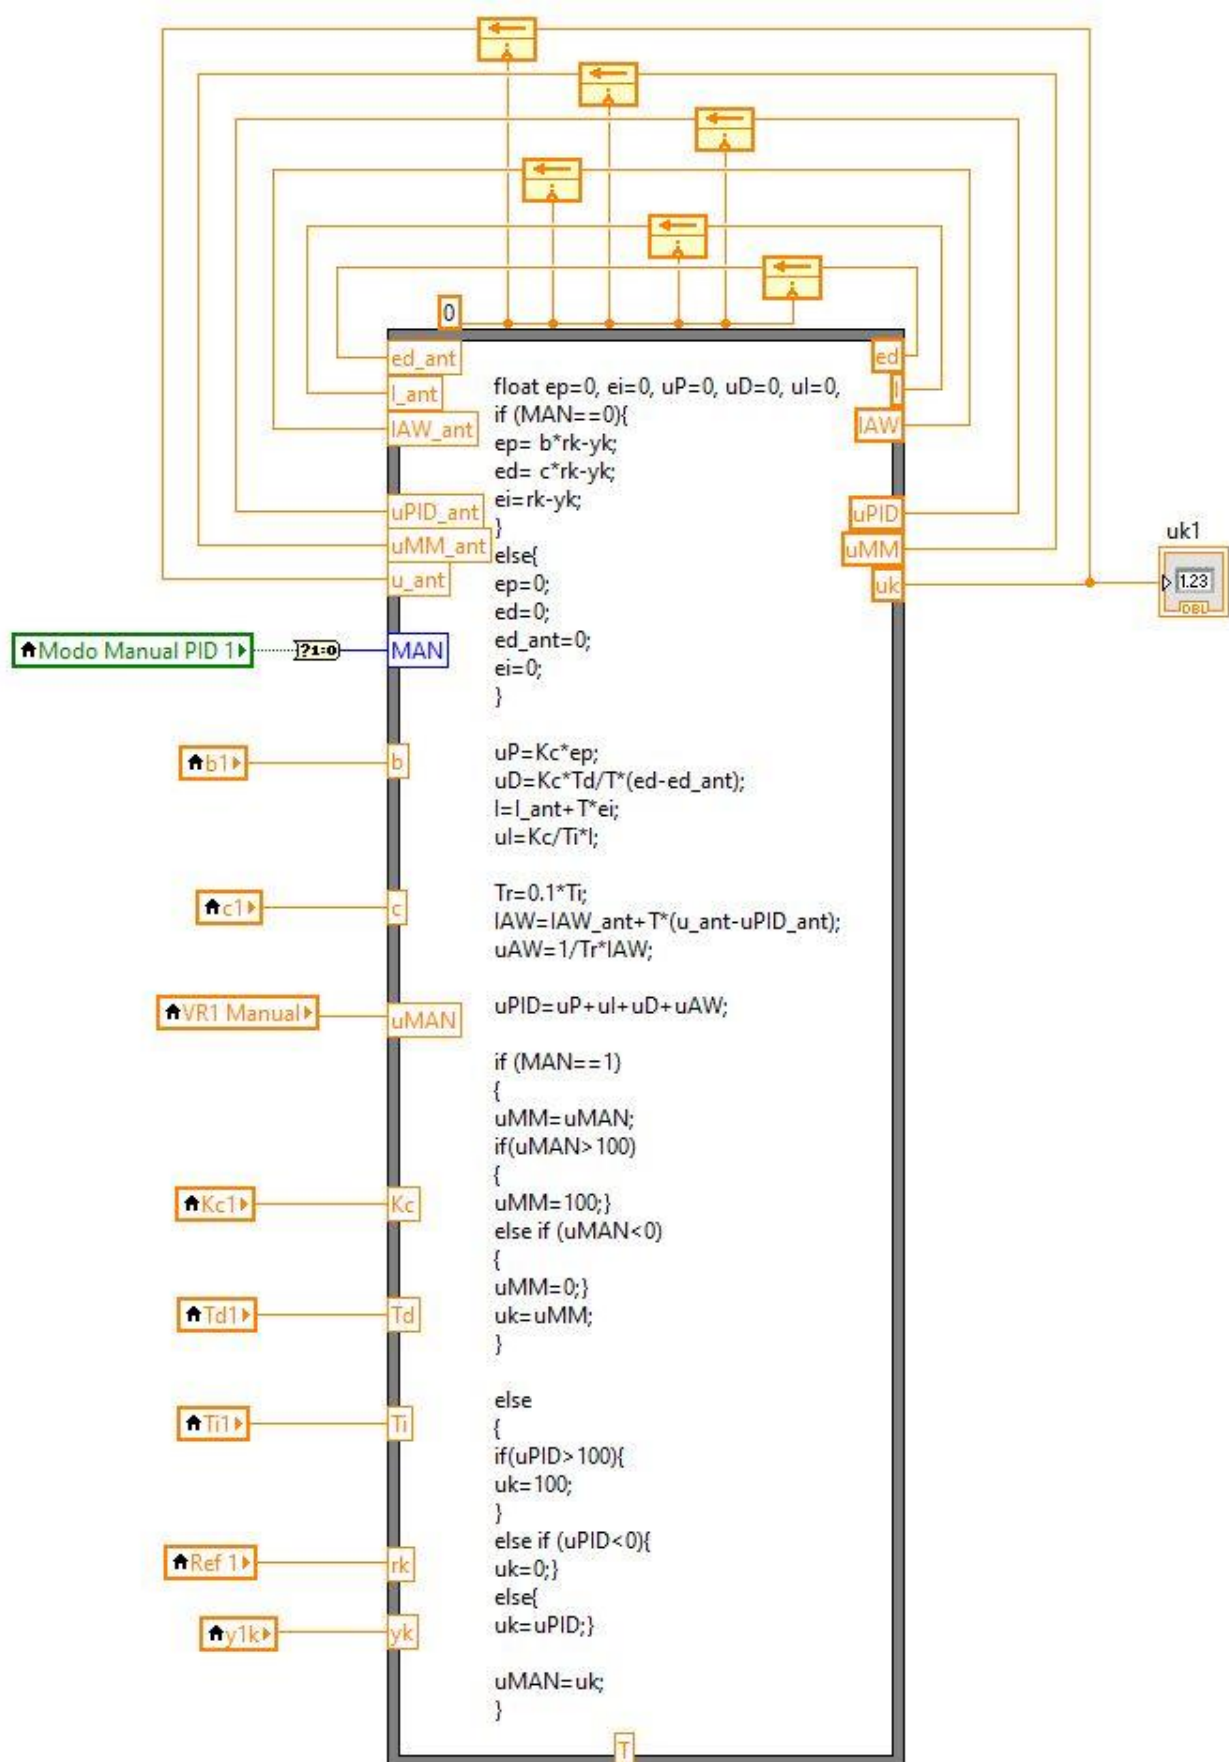 0
ed_ant
I_ant
IAW_ant
uPID_ant
uMM_ant
u_ant
Modo Manual PID 1
?1:0
MAN
b1
b
c1
c
VR1 Manual
uMAN
Kc1
Kc
Td1
Td
Ti1
Ti
Ref 1
rk
y1k
yk
float ep=0, ei=0, uP=0, uD=0, uI=0,
if (MAN==0){
ep= b*rk-yk;
ed= c*rk-yk;
ei=rk-yk;
}
else{
ep=0;
ed=0;
ed_ant=0;
ei=0;
}
uP=Kc*ep;
uD=Kc*Td/T*(ed-ed_ant);
I=I_ant+T*ei;
uI=Kc/Ti*I;
Tr=0.1*Ti;
IAW=IAW_ant+T*(u_ant-uPID_ant);
uAW=1/Tr*IAW;
uPID=uP+uI+uD+uAW;
if (MAN==1)
{
uMM=uMAN;
if(uMAN>100)
{
uMM=100;}
else if (uMAN<0)
{
uMM=0;}
uk=uMM;
}
else
{
if(uPID>100){
uk=100;
}
else if (uPID<0){
uk=0;}
else{
uk=uPID;}
uMAN=uk;
}
T
ed
I
IAW
uPID
uMM
uk
uk1
1.23
DBL